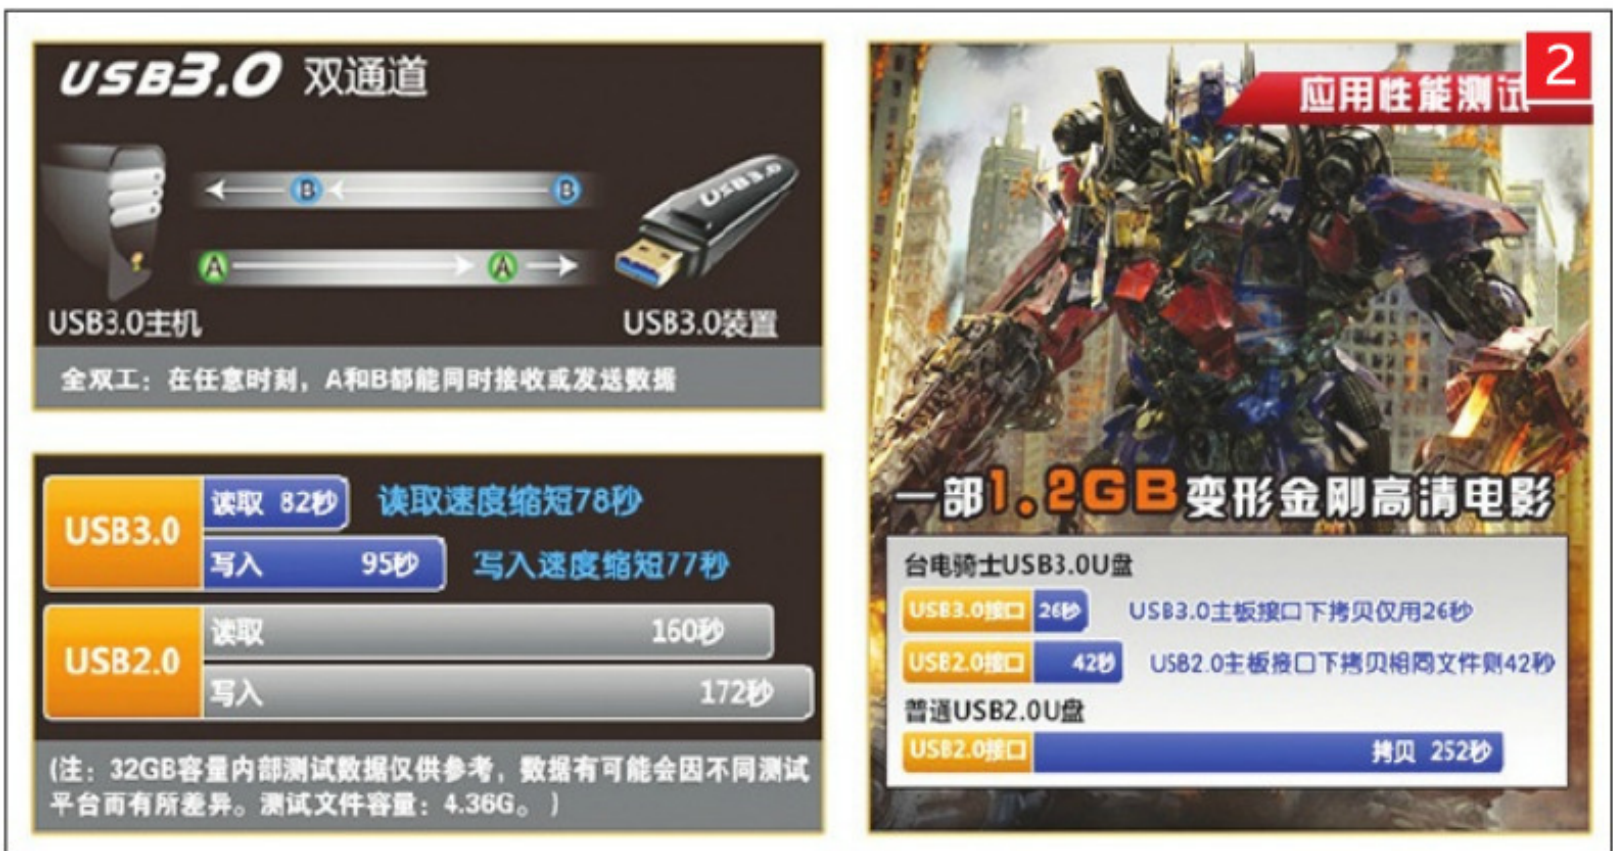 USB3.0 双通道
B
B
USB3.0
A
A
USB3.0主机
USB3.0装置
全双工：在任意时刻，A和B都能同时接收或发送数据
USB3.0
读取 82秒
读取速度缩短78秒
写入 95秒
写入速度缩短77秒
USB2.0
读取 160秒
写入 172秒
(注：32GB容量内部测试数据仅供参考，数据有可能会因不同测试
平台而有所差异。测试文件容量：4.36G。)
2
应用性能测试
一部1.2GB变形金刚高清电影
台电骑士USB3.0U盘
USB3.0接口 26秒 USB3.0主板接口下拷贝仅用26秒
USB2.0接口 42秒 USB2.0主板接口下拷贝相同文件则42秒
普通USB2.0U盘
USB2.0接口 拷贝 252秒